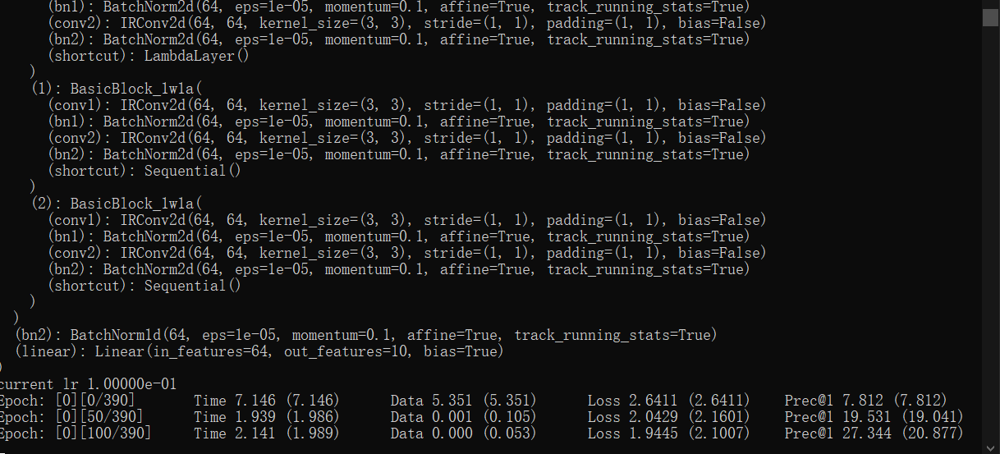 (bn1): BatchNorm2d(64, eps=1e-05, momentum=0.1, affine=True, track_running_stats=True)
(conv2): IRConv2d(64, 64, kernel_size=(3, 3), stride=(1, 1), padding=(1, 1), bias=False)
(bn2): BatchNorm2d(64, eps=1e-05, momentum=0.1, affine=True, track_running_stats=True)
(shortcut): LambdaLayer()
)
(1): BasicBlock_1w1a(
(conv1): IRConv2d(64, 64, kernel_size=(3, 3), stride=(1, 1), padding=(1, 1), bias=False)
(bn1): BatchNorm2d(64, eps=1e-05, momentum=0.1, affine=True, track_running_stats=True)
(conv2): IRConv2d(64, 64, kernel_size=(3, 3), stride=(1, 1), padding=(1, 1), bias=False)
(bn2): BatchNorm2d(64, eps=1e-05, momentum=0.1, affine=True, track_running_stats=True)
(shortcut): Sequential()
)
(2): BasicBlock_1w1a(
(conv1): IRConv2d(64, 64, kernel_size=(3, 3), stride=(1, 1), padding=(1, 1), bias=False)
(bn1): BatchNorm2d(64, eps=1e-05, momentum=0.1, affine=True, track_running_stats=True)
(conv2): IRConv2d(64, 64, kernel_size=(3, 3), stride=(1, 1), padding=(1, 1), bias=False)
(bn2): BatchNorm2d(64, eps=1e-05, momentum=0.1, affine=True, track_running_stats=True)
(shortcut): Sequential()
)
)
(bn2): BatchNorm1d(64, eps=1e-05, momentum=0.1, affine=True, track_running_stats=True)
(linear): Linear(in_features=64, out_features=10, bias=True)
)
current lr 1.00000e-01
Epoch: [0][0/390] Time 7.146 (7.146) Data 5.351 (5.351) Loss 2.6411 (2.6411) Prec@1 7.812 (7.812)
Epoch: [0][50/390] Time 1.939 (1.986) Data 0.001 (0.105) Loss 2.0429 (2.1601) Prec@1 19.531 (19.041)
Epoch: [0][100/390] Time 2.141 (1.989) Data 0.000 (0.053) Loss 1.9445 (2.1007) Prec@1 27.344 (20.877)